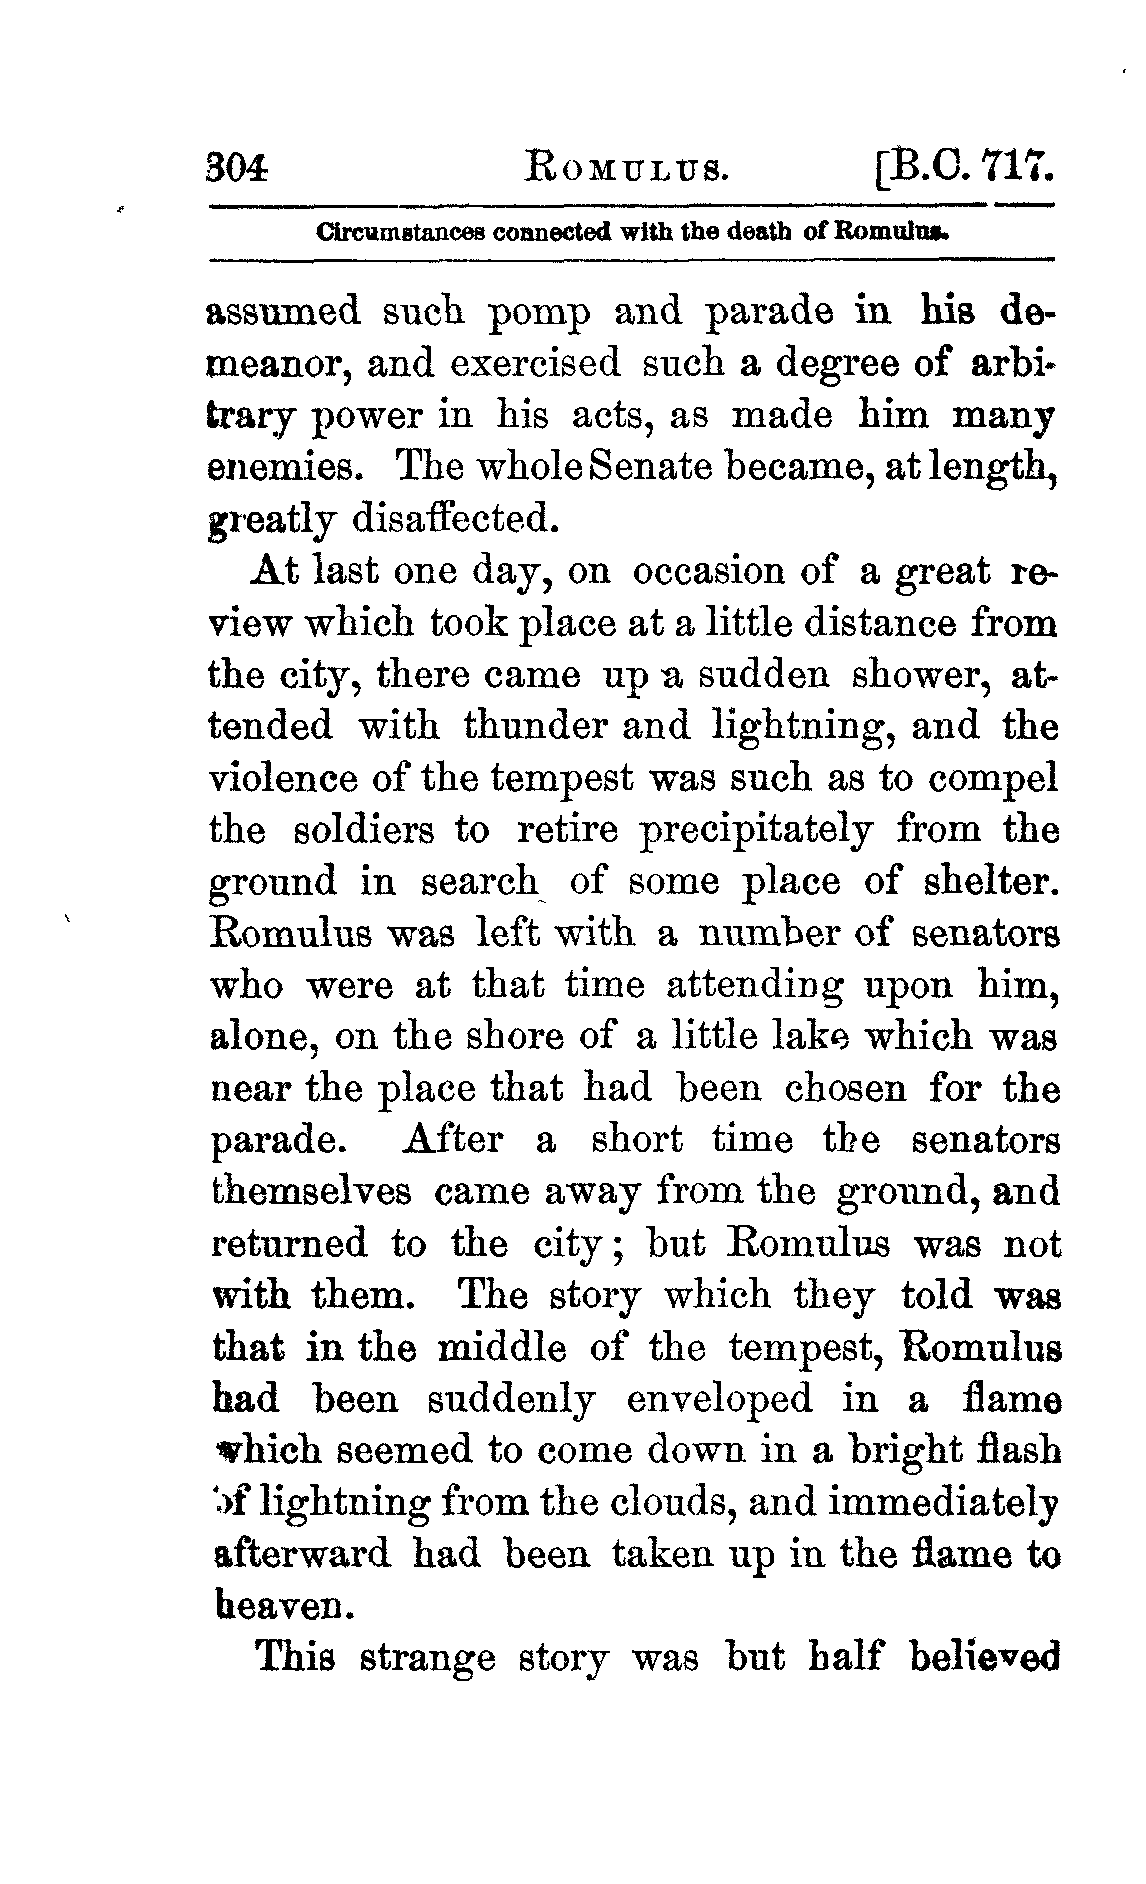 304 ROMULUS. [B.C. 717.
Circumstances connected with the death of Romulus.
assumed such pomp and parade in his de-
meanor, and exercised such a degree of arbi-
trary power in his acts, as made him many
enemies. The whole Senate became, at length,
greatly disaffected.
At last one day, on occasion of a great re-
view which took place at a little distance from
the city, there came up a sudden shower, at-
tended with thunder and lightning, and the
violence of the tempest was such as to compel
the soldiers to retire precipitately from the
ground in search of some place of shelter.
Romulus was left with a number of senators
who were at that time attending upon him,
alone, on the shore of a little lake which was
near the place that had been chosen for the
parade. After a short time the senators
themselves came away from the ground, and
returned to the city; but Romulus was not
with them. The story which they told was
that in the middle of the tempest, Romulus
had been suddenly enveloped in a flame
which seemed to come down in a bright flash
of lightning from the clouds, and immediately
afterward had been taken up in the flame to
heaven.
This strange story was but half believed